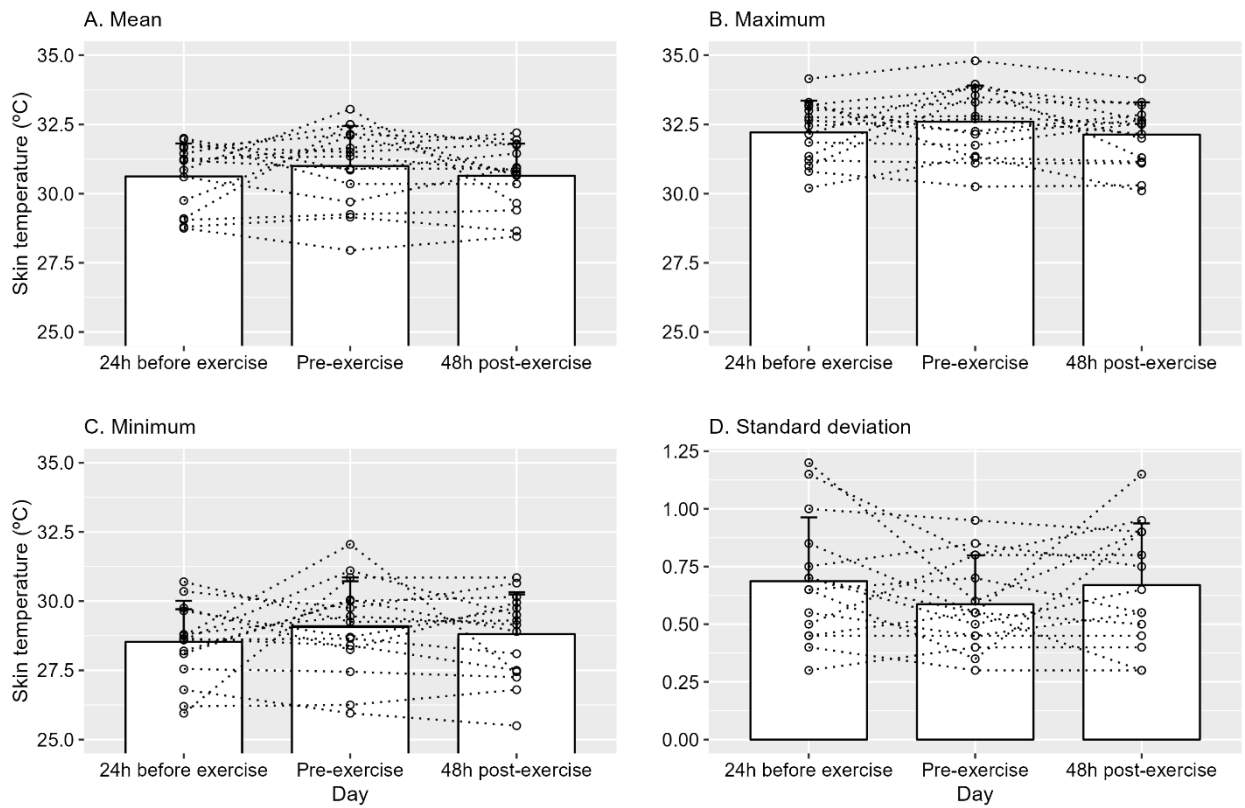 A. Mean
B. Maximum
Skin temperature (ºC)
35.0
32.5
30.0
27.5
25.0
35.0
32.5
30.0
27.5
25.0
24h before exercise Pre-exercise 48h post-exercise
24h before exercise Pre-exercise 48h post-exercise
C. Minimum
D. Standard deviation
Skin temperature (ºC)
35.0
32.5
30.0
27.5
25.0
1.25
1.00
0.75
0.50
0.25
0.00
24h before exercise Pre-exercise 48h post-exercise
24h before exercise Pre-exercise 48h post-exercise
Day
Day